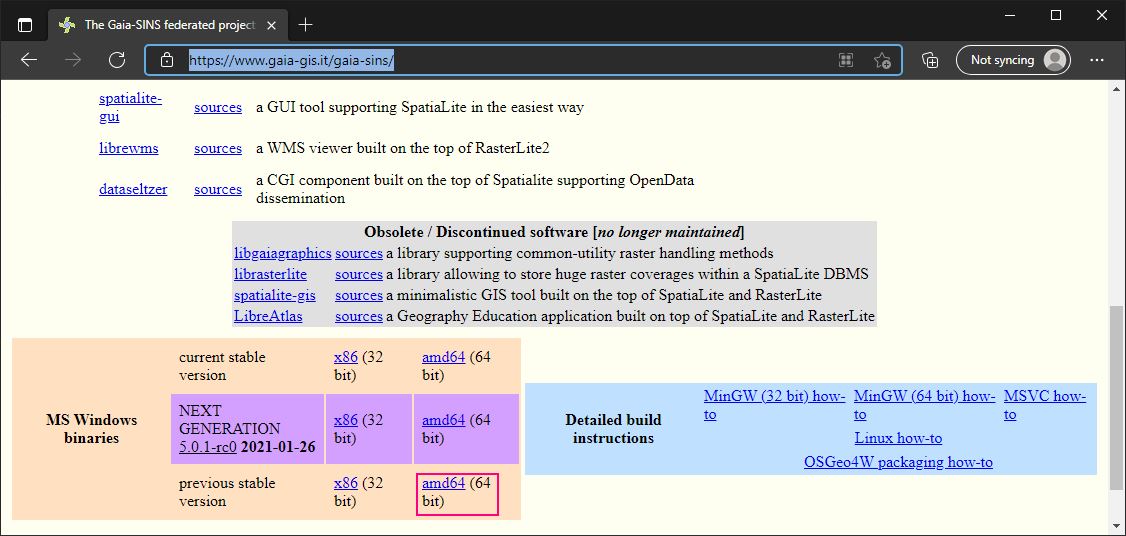 The Gaia-SINS federated project
https://www.gaia-gis.it/gaia-sins/
Not syncing
spatialite-gui sources a GUI tool supporting SpatiaLite in the easiest way
librewms sources a WMS viewer built on the top of RasterLite2
dataseltzer sources a CGI component built on the top of Spatialite supporting OpenData
dissemination
Obsolete / Discontinued software [no longer maintained]
libgaiagraphics sources a library supporting common-utility raster handling methods
librasterlite sources a library allowing to store huge raster coverages within a SpatiaLite DBMS
spatialite-gis sources a minimalistic GIS tool built on the top of SpatiaLite and RasterLite
LibreAtlas sources a Geography Education application built on top of SpatiaLite and RasterLite
MS Windows
binaries
current stable
version
x86 (32
bit)
amd64 (64
bit)
NEXT
GENERATION
5.0.1-rc0 2021-01-26
x86 (32
bit)
amd64 (64
bit)
previous stable
version
x86 (32
bit)
amd64 (64
bit)
Detailed build
instructions
MinGW (32 bit) how-
to
MinGW (64 bit) how-
to
MSVC how-
to
Linux how-to
OSGeo4W packaging how-to